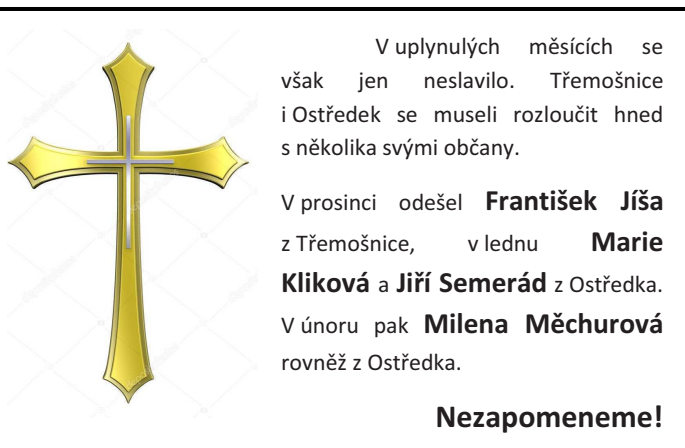 V uplynulých měsících se
však jen neslavilo. Třemošnice
i Ostředek se museli rozloučit hned
s několika svými občany.
V prosinci odešel František Jíša
z Třemošnice, v lednu Marie
Kliková a Jiří Semerád z Ostředka.
V únoru pak Milena Měchurová
rovněž z Ostředka.
Nezapomeneme!